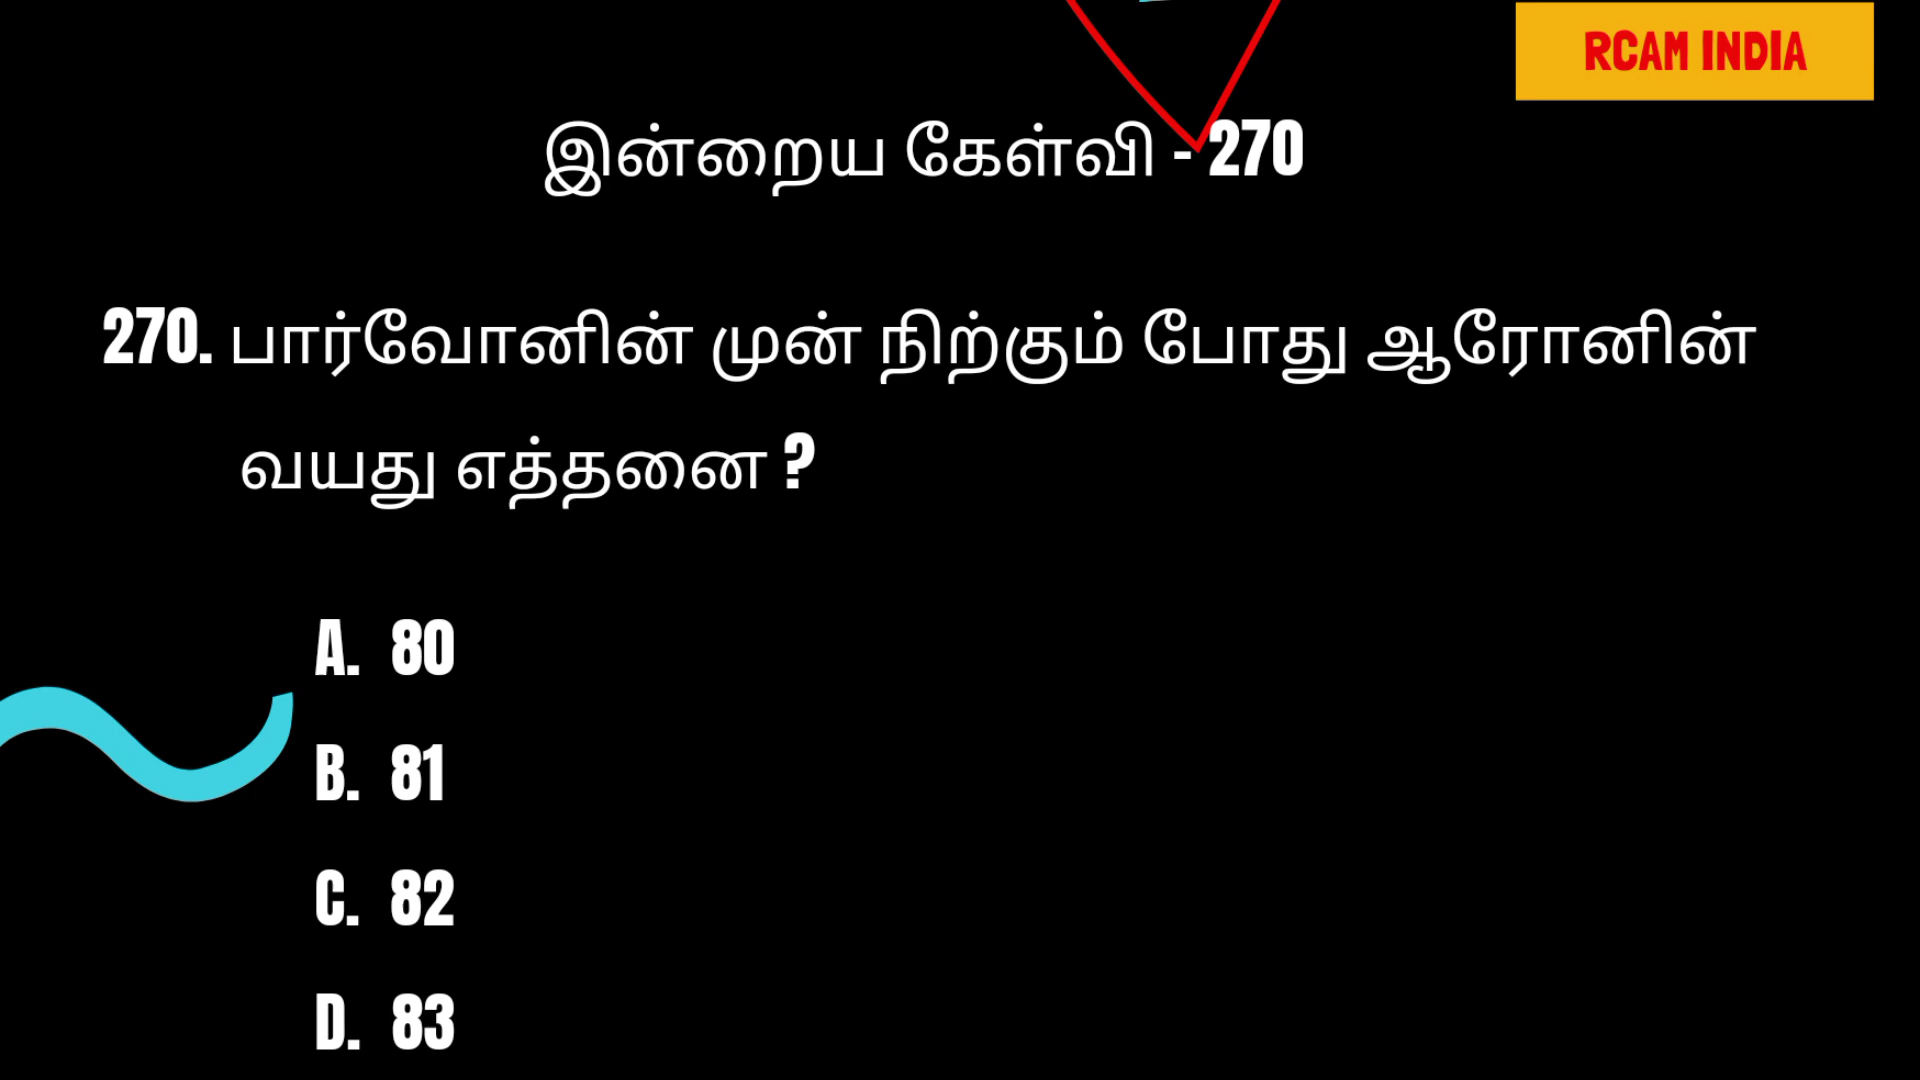 RCAM INDIA
இன்றைய கேள்வி - 270
270. பார்வோனின் முன் நிற்கும் போது ஆரோனின்
வயது எத்தனை ?
A. 80
B. 81
C. 82
D. 83